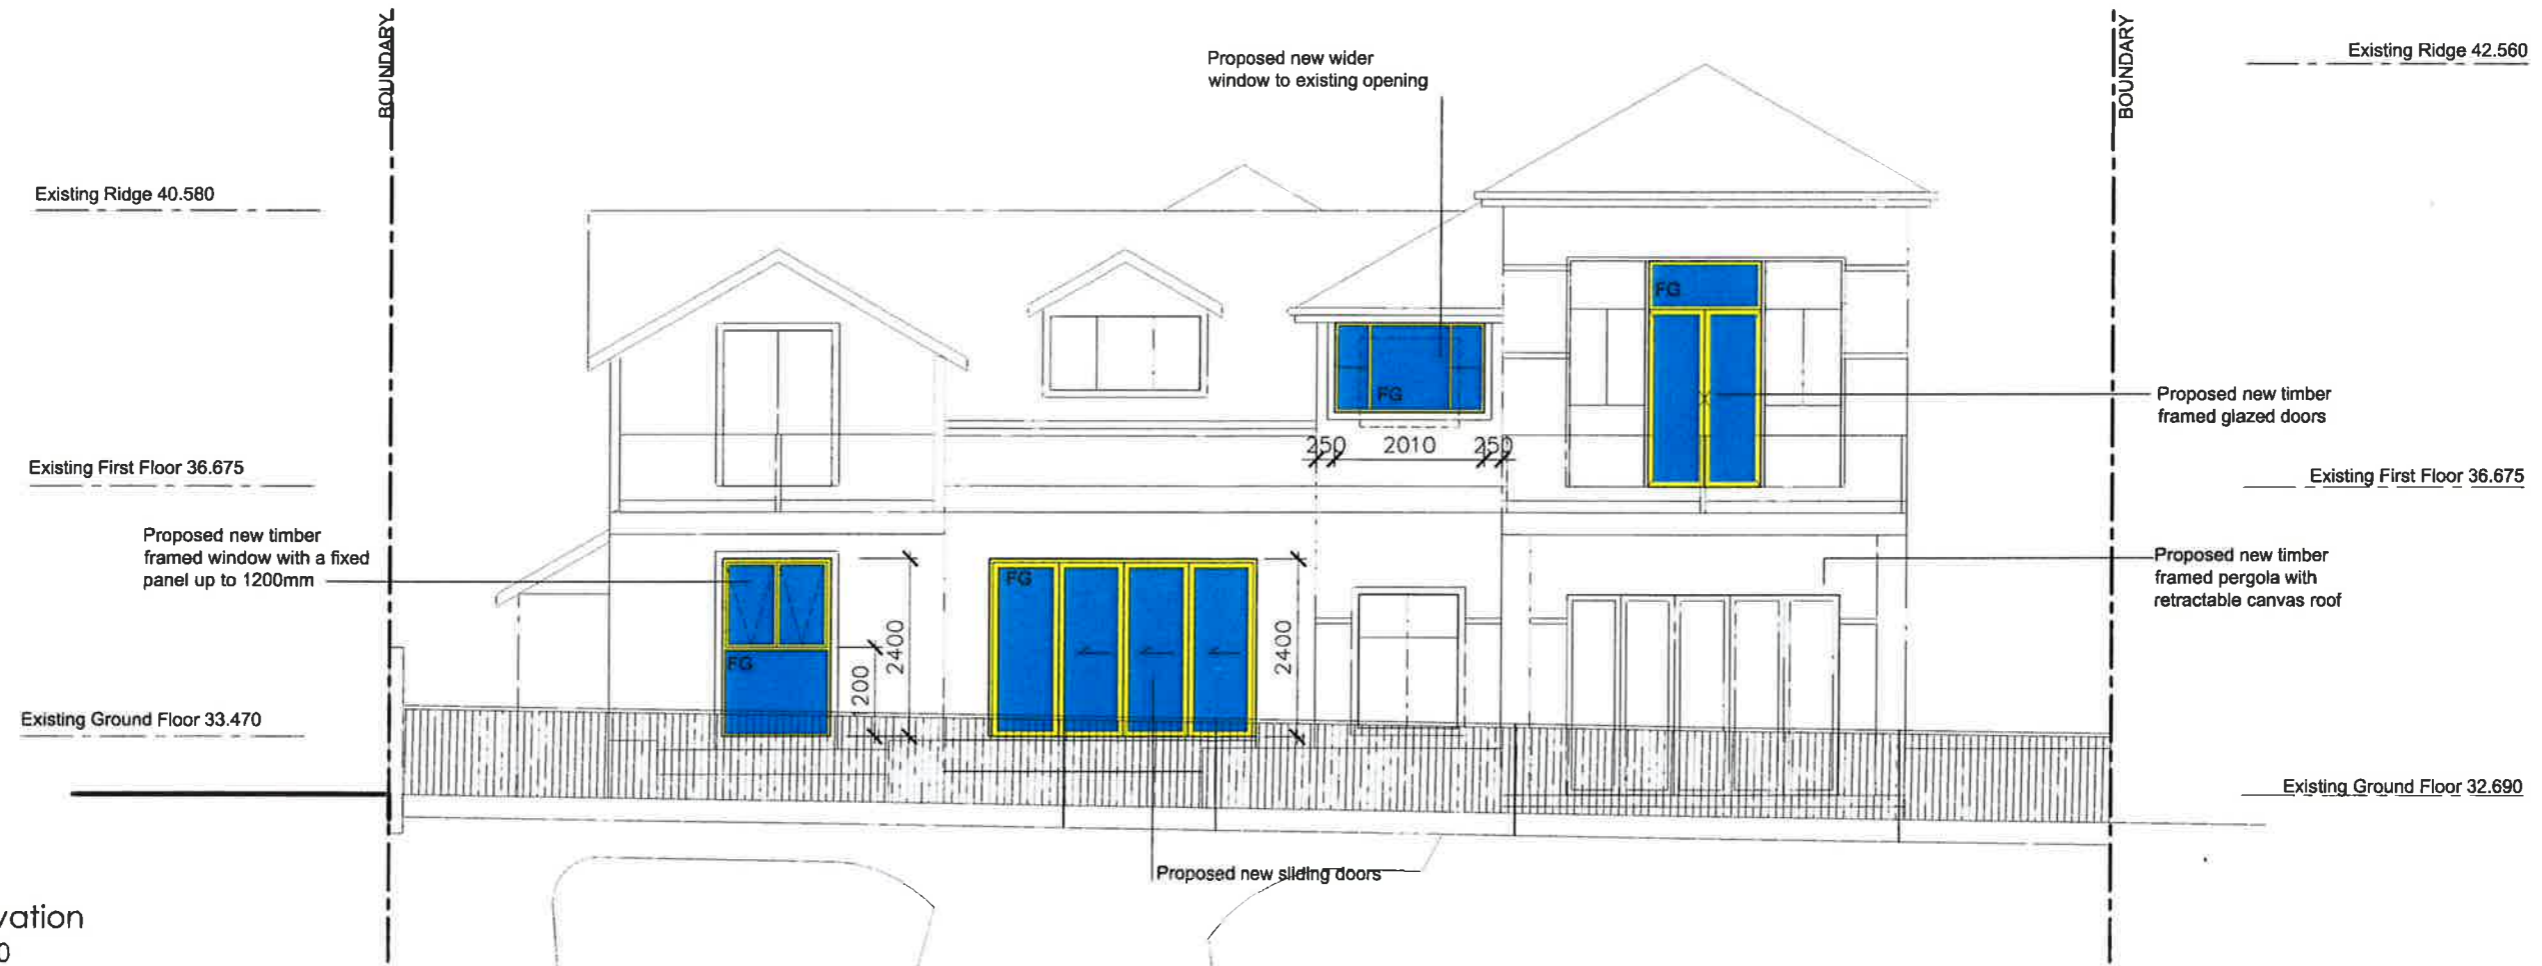 BOUNDARY
BOUNDARY
Existing Ridge 42.560
Proposed new wider
window to existing opening
Existing Ridge 40.580
FG
FG
Proposed new timber
framed glazed doors
250 2010 250
Existing First Floor 36.675
Existing First Floor 36.675
Proposed new timber
framed window with a fixed
panel up to 1200mm
Proposed new timber
framed pergola with
retractable canvas roof
FG
2400
2400
FG
1200
Existing Ground Floor 33.470
Existing Ground Floor 32.690
Proposed new sliding doors
vation
0